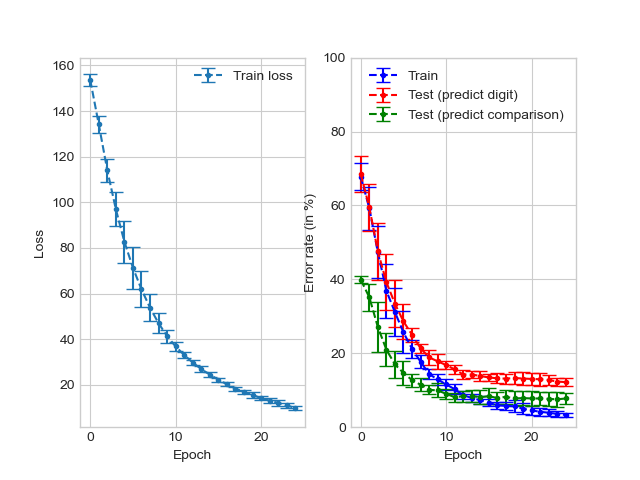 160
140
120
100
80
60
40
20
0
10
20
Loss
Epoch
Train loss
100
80
60
40
20
0
0
10
20
Error rate (in %)
Epoch
Train
Test (predict digit)
Test (predict comparison)